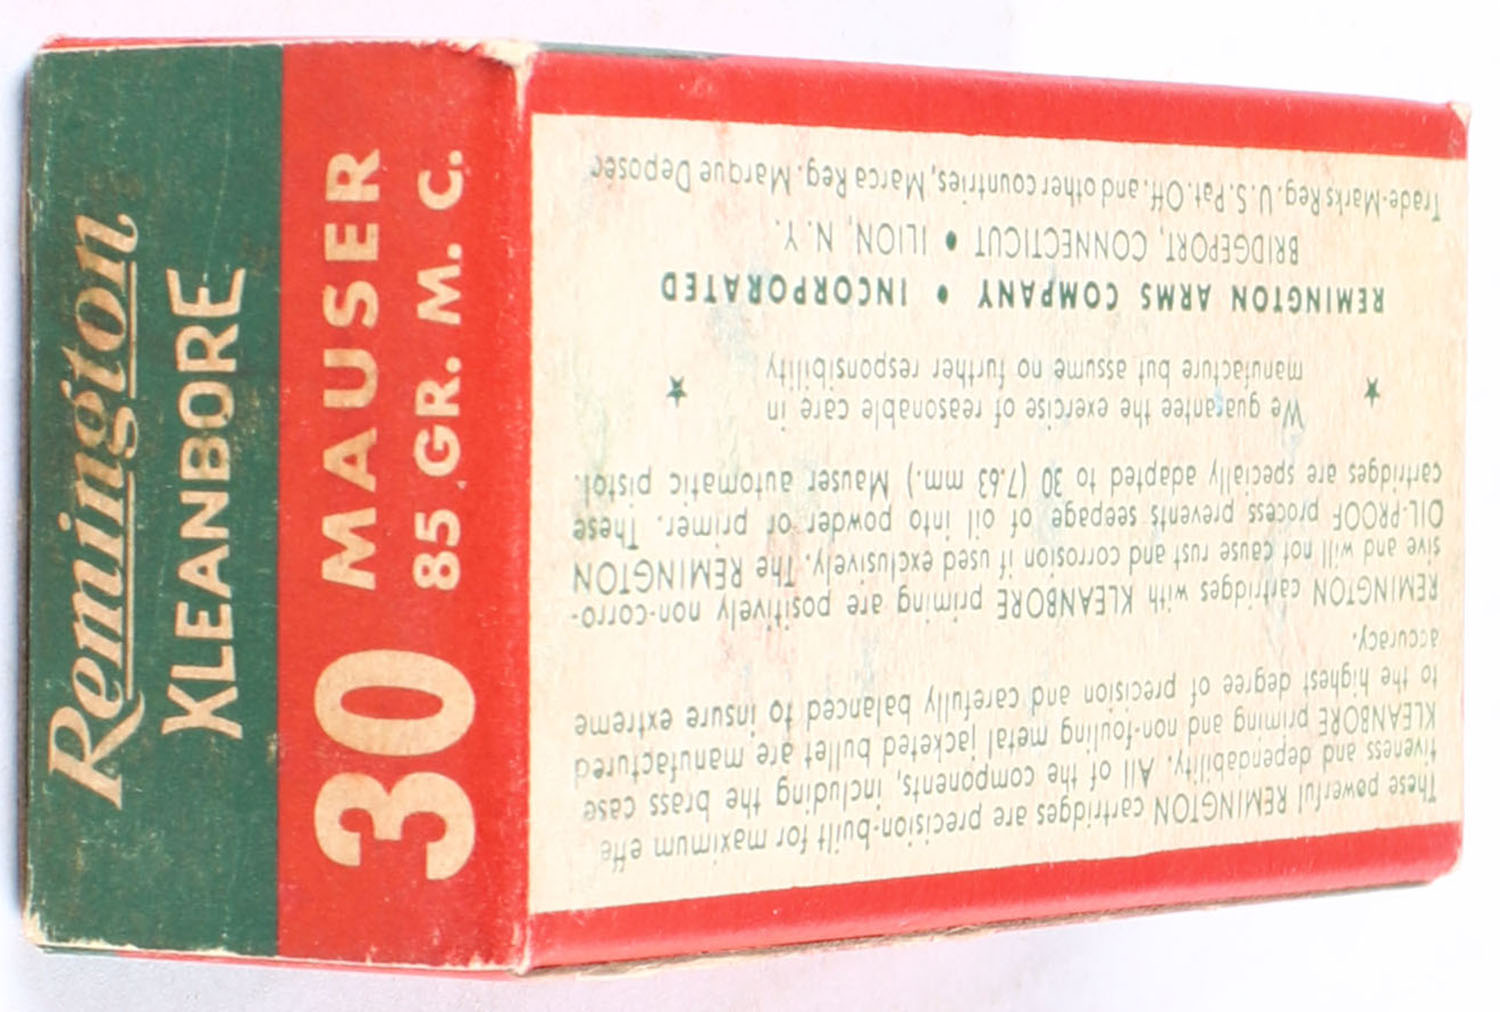 Remington
KLEANBORE
30 MAUSER
85 GR. M. C.
These powerful REMINGTON cartridges are precision-built for maximum effe
tiveness and dependability. All of the components, including the brass case
KLEANBORE priming and non-fouling metal jacketed bullet are manufactured
to the highest degree of precision and carefully balanced to insure extreme
accuracy.
REMINGTON cartridges with KLEANBORE priming are positively non-corro-
sive and will not cause rust and corrosion if used exclusively. The REMINGTON
OIL-PROOF process prevents seepage of oil into powder or primer. These
cartridges are specially adapted to 30 (7.63 mm.) Mauser automatic pistol.
We guarantee the exercise of reasonable care in
manufacture but assume no further responsibility
REMINGTON ARMS COMPANY • INCORPORATED
BRIDGEPORT, CONNECTICUT • ILION, N.Y.
Trade-Marks Reg. U.S. Pat. Off. and other countries, Marca Reg. Marque Deposee